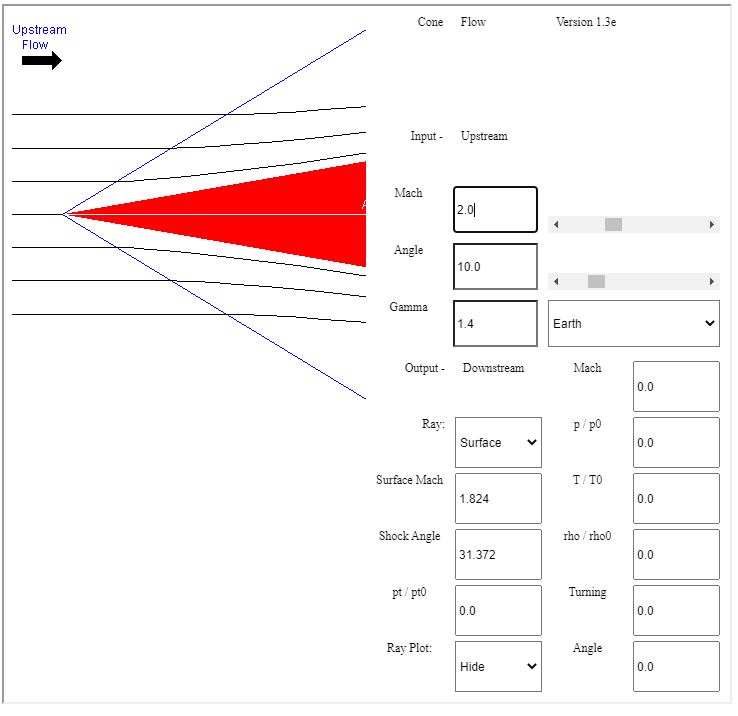 Cone Flow Version 1.3e
Upstream
Flow
Input - Upstream
Mach 2.0
Angle 10.0
Gamma 1.4 Earth
Output - Downstream Mach 0.0
Ray: Surface p / p0 0.0
Surface Mach 1.824 T / T0 0.0
Shock Angle 31.372 rho / rho0 0.0
pt / pt0 0.0 Turning 0.0
Ray Plot: Hide Angle 0.0